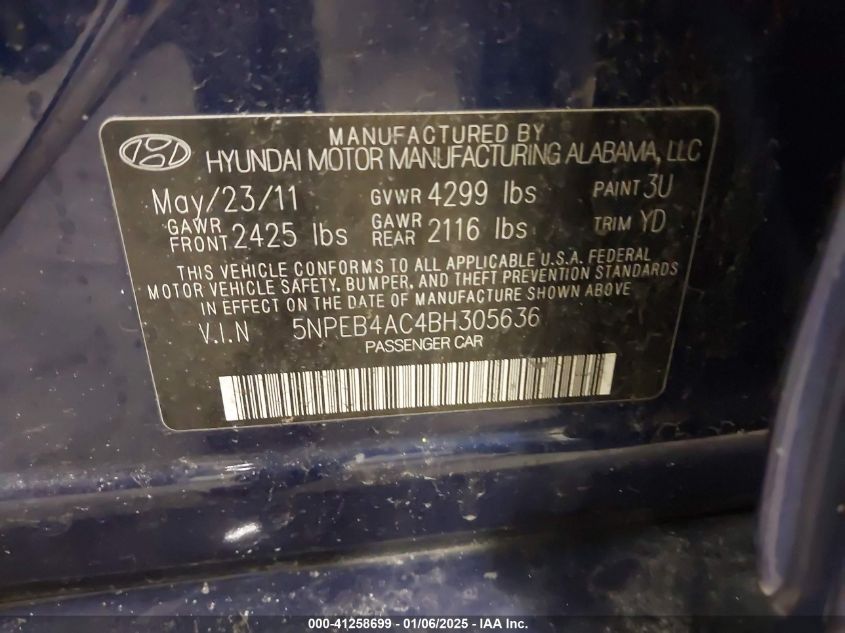 MANUFACTURED BY
HYUNDAI MOTOR MANUFACTURING ALABAMA, LLC
May/23/11 GVWR 4299 lbs PAINT 3U
GAWR FRONT 2425 lbs GAWR REAR 2116 lbs TRIM YD
THIS VEHICLE CONFORMS TO ALL APPLICABLE U.S.A. FEDERAL
MOTOR VEHICLE SAFETY, BUMPER, AND THEFT PREVENTION STANDARDS
IN EFFECT ON THE DATE OF MANUFACTURE SHOWN ABOVE
V.I.N 5NPEB4AC4BH305636
PASSENGER CAR
000-41258699 - 01/06/2025 - IAA Inc.